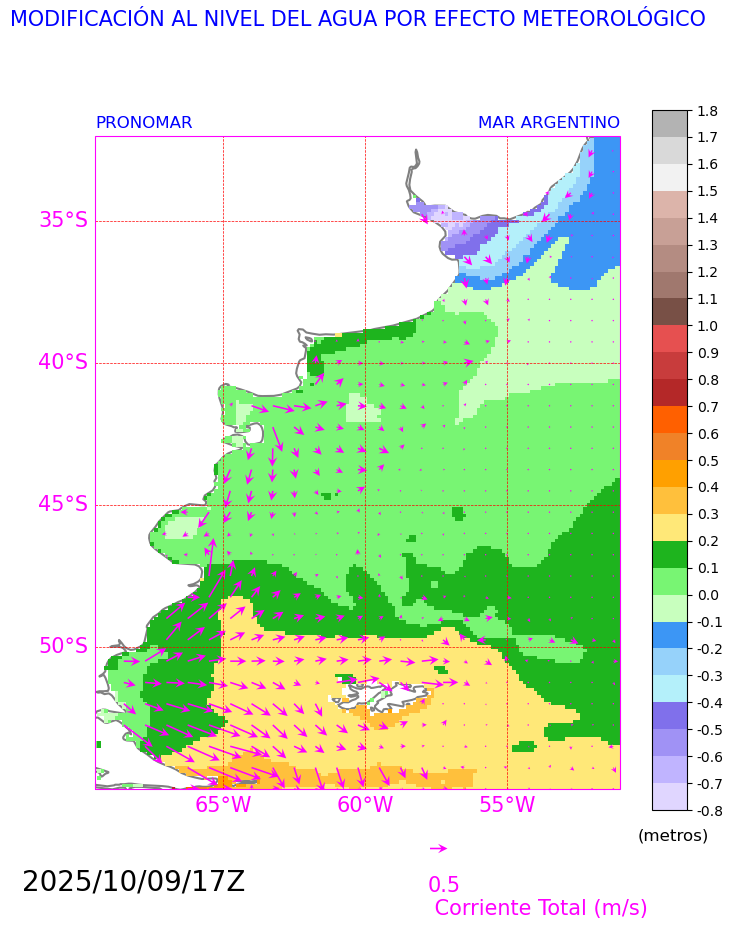 MODIFICACIÓN AL NIVEL DEL AGUA POR EFECTO METEOROLÓGICO
PRONOMAR
MAR ARGENTINO
35°S
40°S
45°S
50°S
65°W
60°W
55°W
1.8
1.7
1.6
1.5
1.4
1.3
1.2
1.1
1.0
0.9
0.8
0.7
0.6
0.5
0.4
0.3
0.2
0.1
0.0
-0.1
-0.2
-0.3
-0.4
-0.5
-0.6
-0.7
-0.8
(metros)
2025/10/09/17Z
0.5
Corriente Total (m/s)